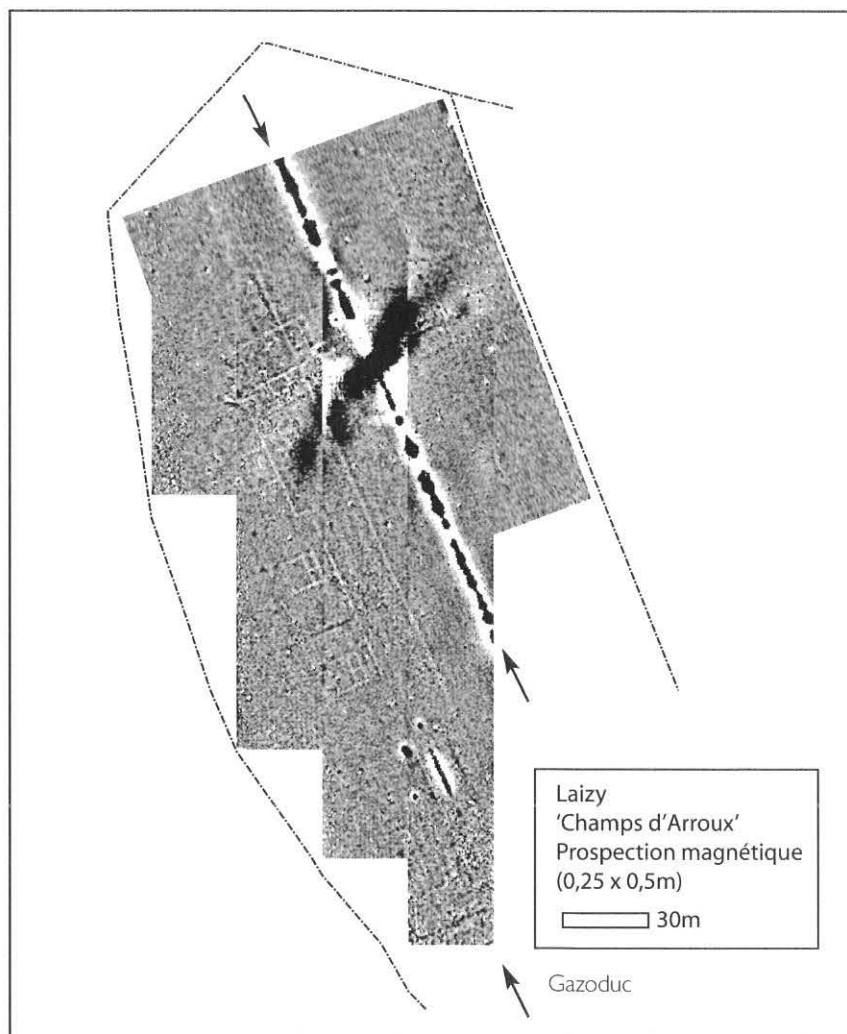 Laizy
'Champs d'Arroux'
Prospection magnétique
(0,25 x 0,5m)
30m
Gazoduc